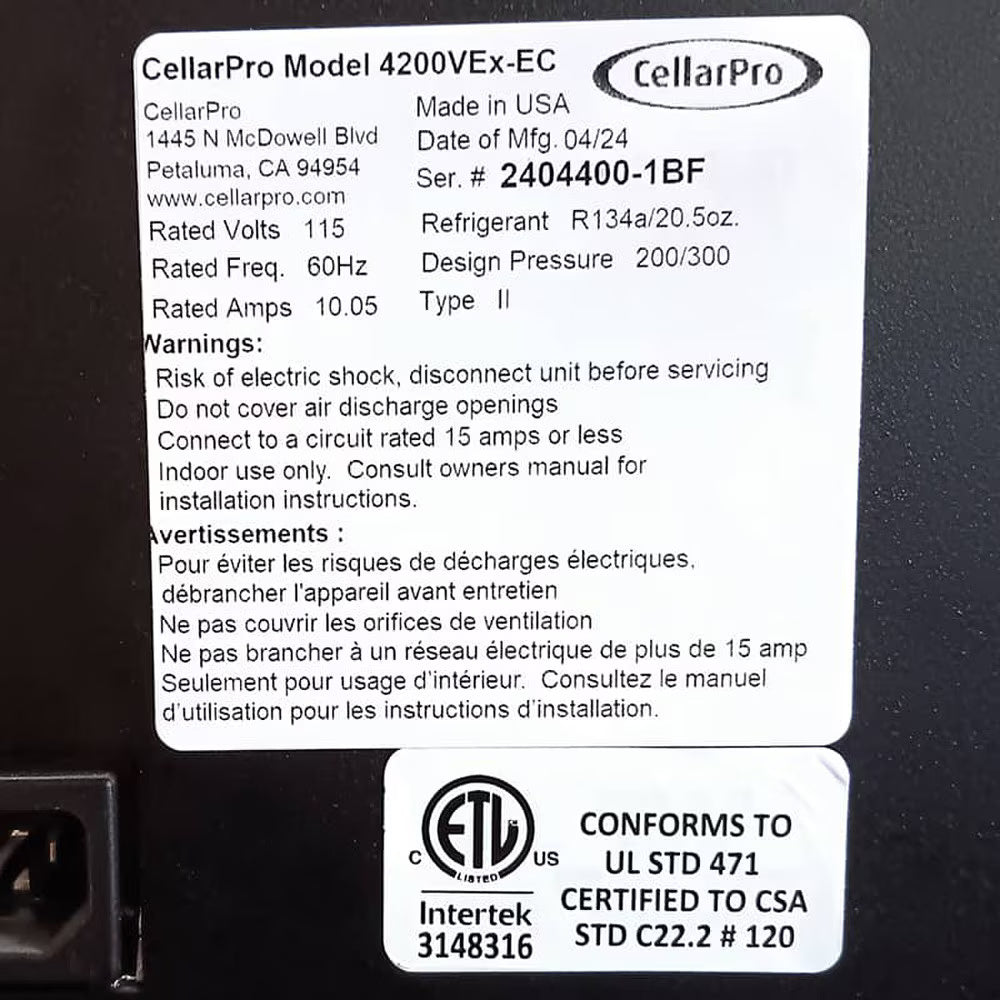 CellarPro Model 4200VEx-EC
CellarPro
CellarPro
1445 N McDowell Blvd
Petaluma, CA 94954
www.cellarpro.com
Made in USA
Date of Mfg. 04/24
Ser. # 2404400-1BF
Rated Volts 115
Rated Freq. 60Hz
Rated Amps 10.05
Refrigerant R134a/20.5oz.
Design Pressure 200/300
Type II
Warnings:
Risk of electric shock, disconnect unit before servicing
Do not cover air discharge openings
Connect to a circuit rated 15 amps or less
Indoor use only. Consult owners manual for
installation instructions.
Avertissements :
Pour éviter les risques de décharges électriques,
débrancher l'appareil avant entretien
Ne pas couvrir les orifices de ventilation
Ne pas brancher à un réseau électrique de plus de 15 amp
Seulement pour usage d'intérieur. Consultez le manuel
d'utilisation pour les instructions d'installation.
ETL
C US
LISTED
Intertek
3148316
CONFORMS TO
UL STD 471
CERTIFIED TO CSA
STD C22.2 # 120